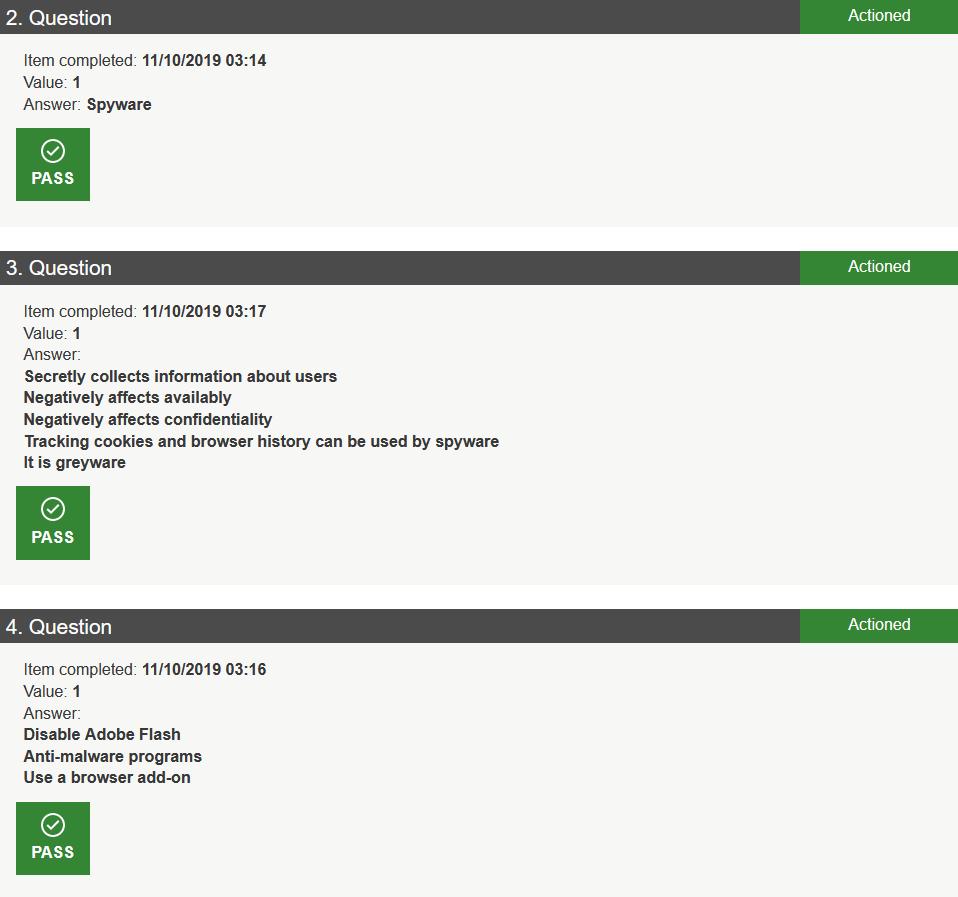 2. Question
Actioned
Item completed: 11/10/2019 03:14
Value: 1
Answer: Spyware
PASS
3. Question
Actioned
Item completed: 11/10/2019 03:17
Value: 1
Answer:
Secretly collects information about users
Negatively affects availably
Negatively affects confidentiality
Tracking cookies and browser history can be used by spyware
It is greyware
PASS
4. Question
Actioned
Item completed: 11/10/2019 03:16
Value: 1
Answer:
Disable Adobe Flash
Anti-malware programs
Use a browser add-on
PASS